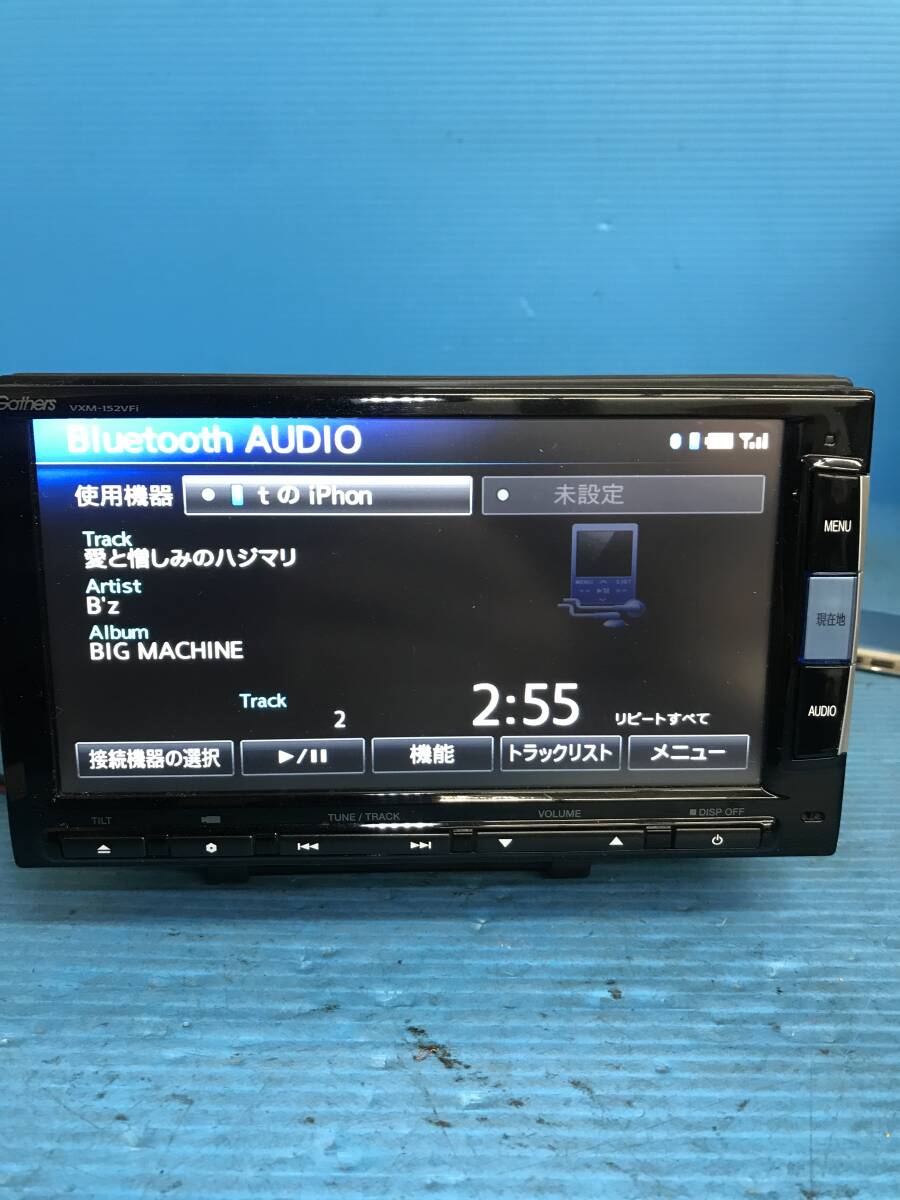 Gathers VXM-152VFi
Bluetooth AUDIO
使用機器 t の iPhon 未設定
Track
愛と憎しみのハジマリ
Artist
B'z
Album
BIG MACHINE
Track 2 2:55 リピートすべて
接続機器の選択 ►/II 機能 トラックリスト メニュー
MENU
現在地
AUDIO
TILT TUNE / TRACK VOLUME DISP OFF